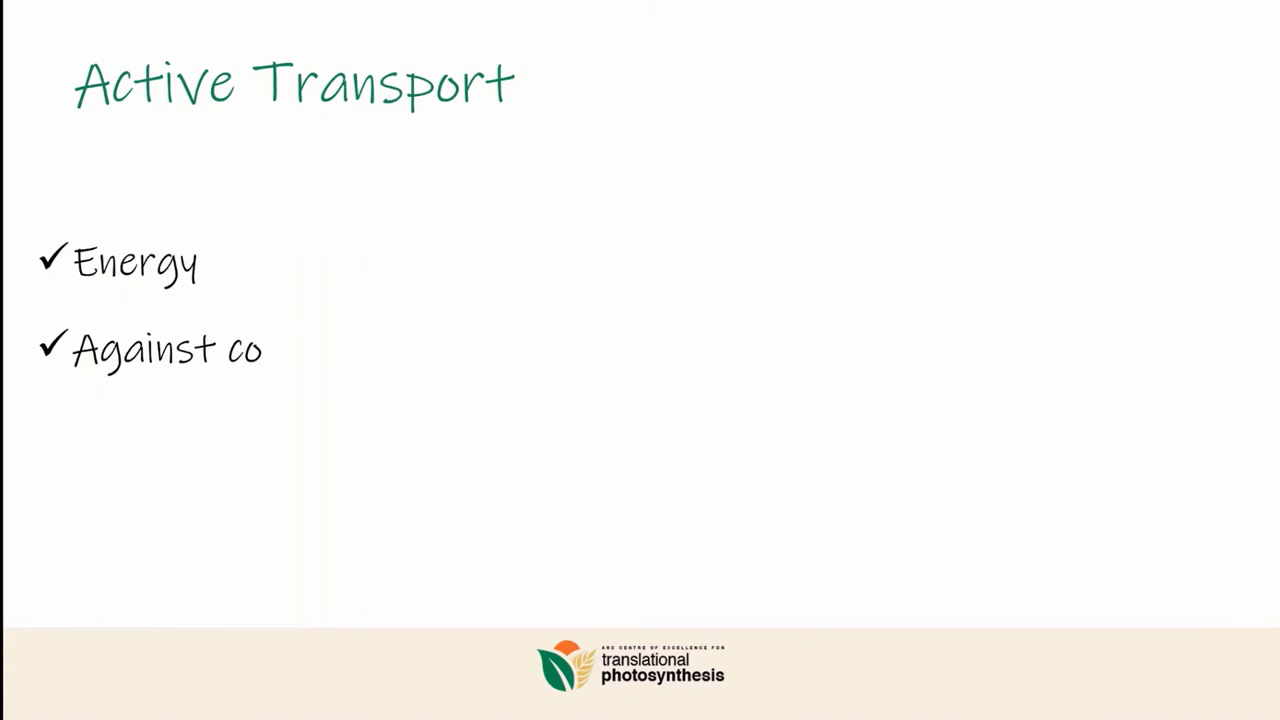 Active Transport
✓Energy
✓Against co
ARC CENTRE OF EXCELLENCE FOR
translational
photosynthesis